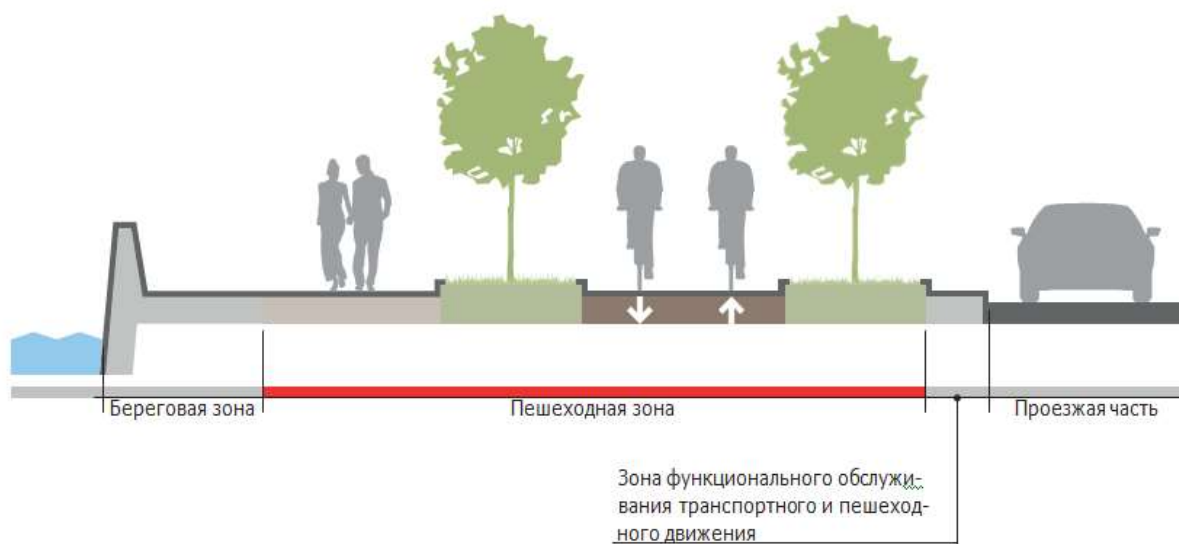 Береговая зона
Пешеходная зона
Проезжая часть
Зона функционального обслужи-
вания транспортного и пешеход-
ного движения